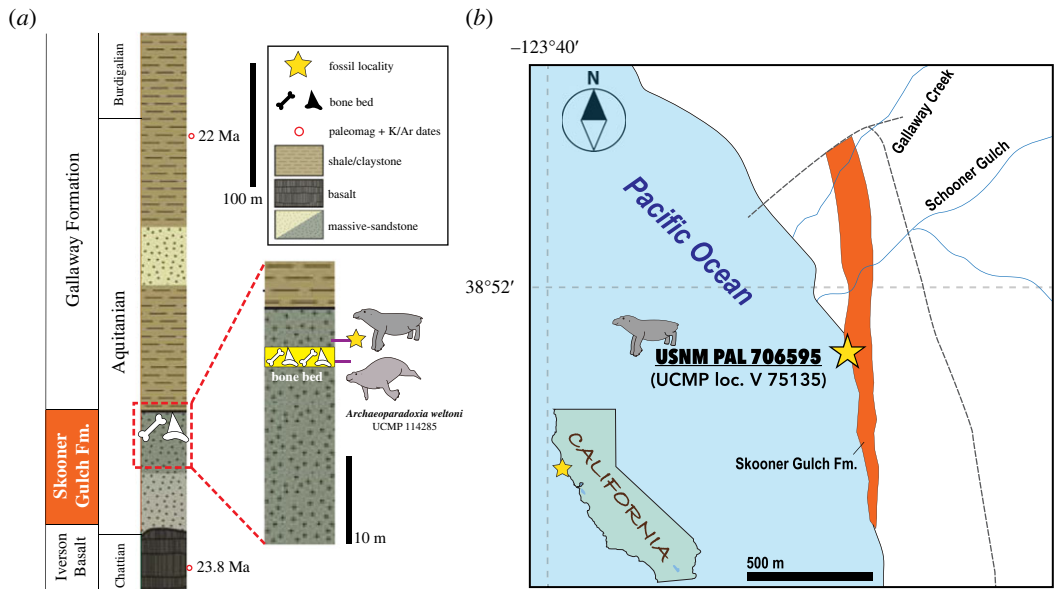 (a)
Burdigalian
Gallaway Formation
Aquitanian
Skooner
Gulch Fm.
Iverson
Basalt
Chattian
22 Ma
23.8 Ma
100 m
fossil locality
bone bed
paleomag + K/Ar dates
shale/claystone
basalt
massive-sandstone
bone bed
Archaeoparadoxia weltoni
UCMP 114285
10 m
(b)
–123°40′
38°52′
N
Pacific Ocean
Gallaway Creek
Schooner Gulch
USNM PAL 706595
(UCMP loc. V 75135)
Skooner Gulch Fm.
CALIFORNIA
500 m